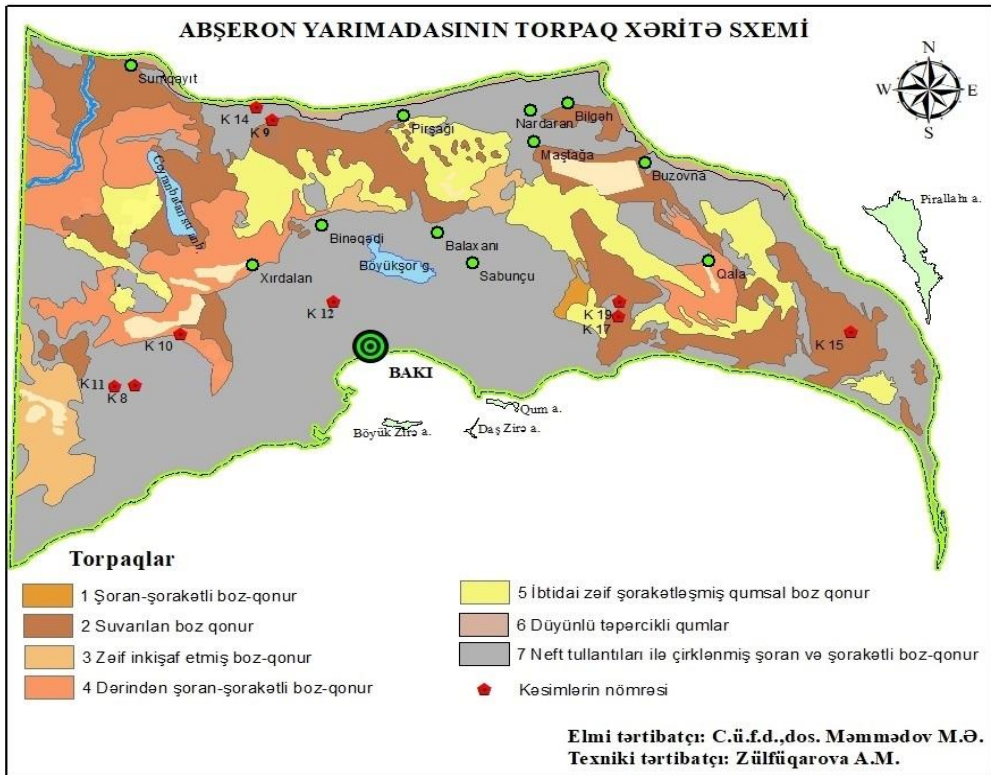 ABŞERON YARIMADASININ TORPAQ XƏRİTƏ SXEMİ
N
W
E
S
Sumqayıt
K 14
K 9
Pirşağı
Nardaran
Bilgəh
Maştağa
Buzovna
Pirallahı a.
Ceyranbatan su anb.
Binəqədi
Balaxanı
Böyükşor g.
Sabunçu
Xırdalan
Qala
K 12
K 19
K 17
K 15
K 10
BAKI
K 11
K 8
Qum a.
Böyük Zirə a.
Daş Zirə a.
Torpaqlar
1 Şoran-şorakətli boz-qonur
2 Suvarılan boz qonur
3 Zəif inkişaf etmiş boz-qonur
4 Dərindən şoran-şorakətli boz-qonur
5 İbtidai zəif şorakətləşmiş qumsal boz qonur
6 Düyünlü təpərcikli qumlar
7 Neft tullantıları ilə çirklənmiş şoran və şorakətli boz-qonur
Kəsimlərin nömrəsi
Elmi tərtibatçı: C.ü.f.d.,dos. Məmmədov M.Ə.
Texniki tərtibatçı: Zülfüqarova A.M.